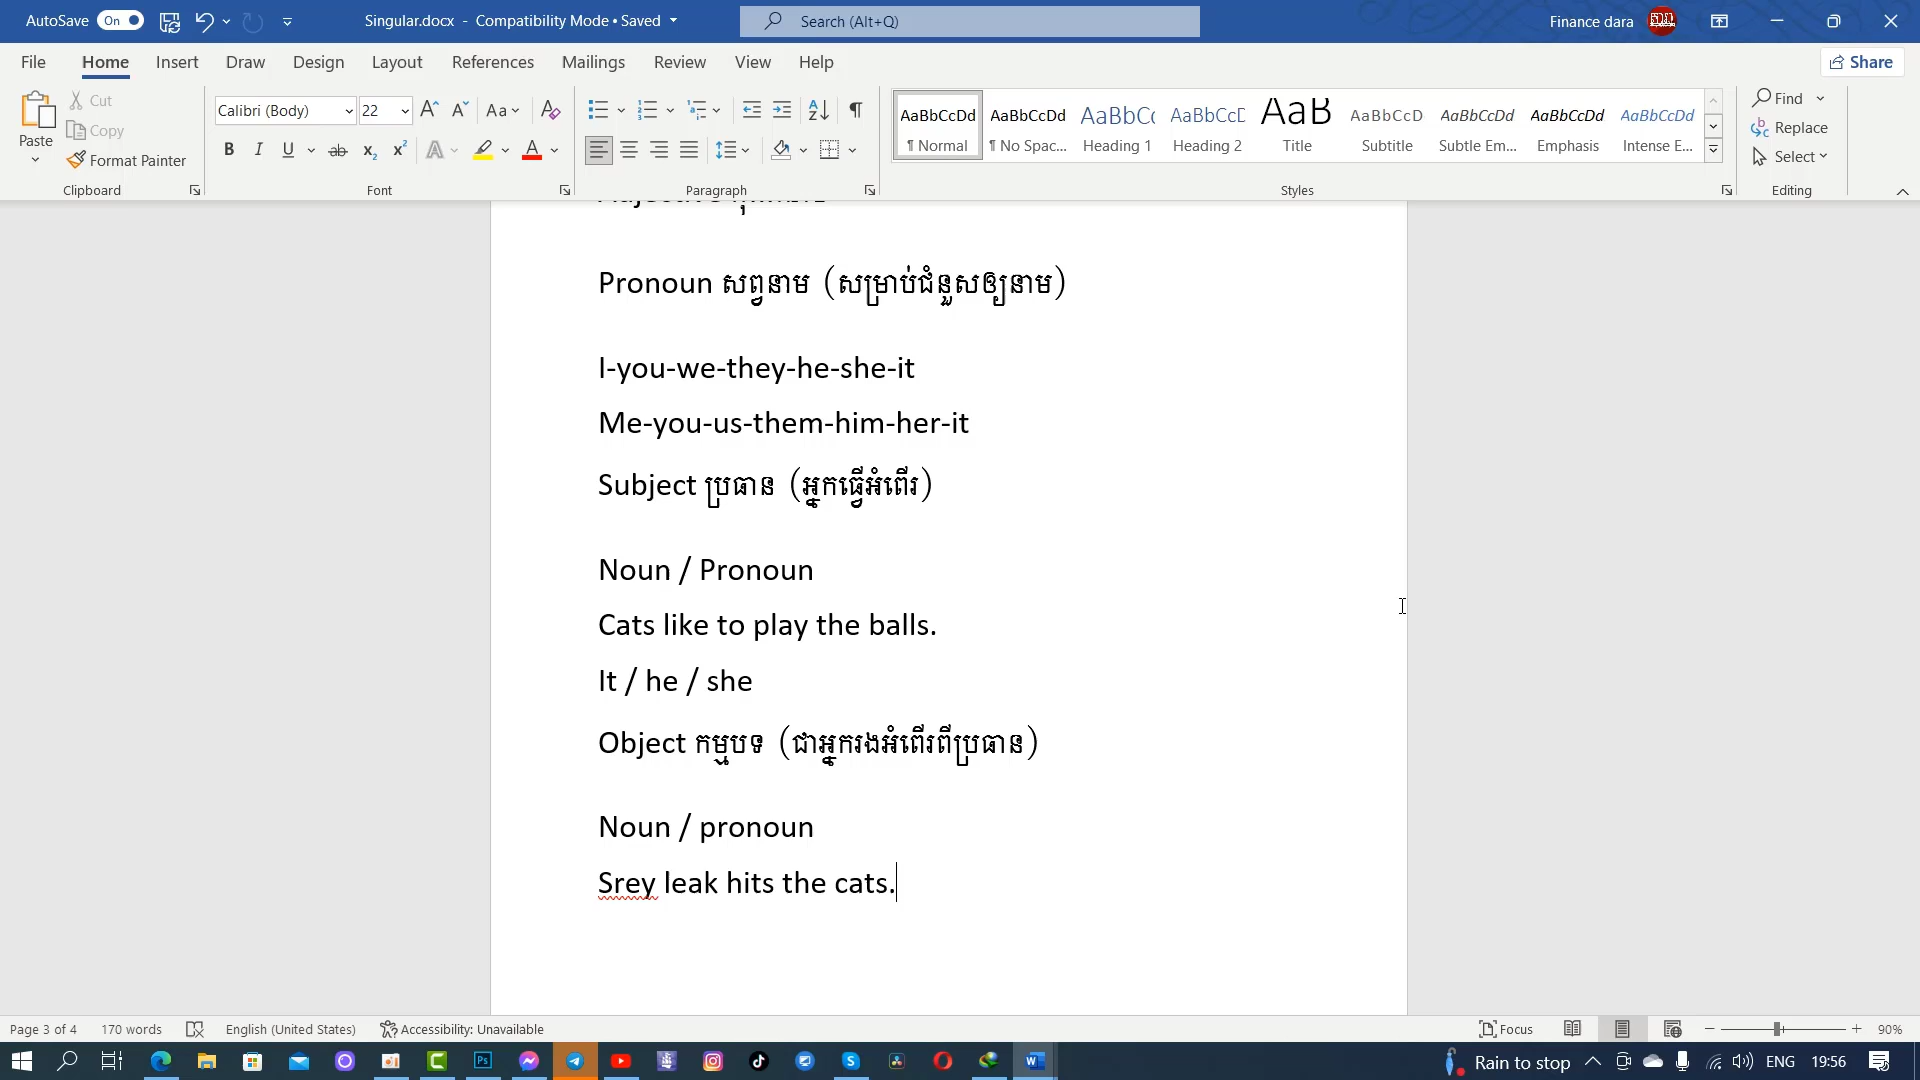 AutoSave On Singular.docx - Compatibility Mode • Saved Search (Alt+Q) Finance dara
File Home Insert Draw Design Layout References Mailings Review View Help Share
Paste Cut Copy Format Painter Clipboard
Calibri (Body) 22 Font
Paragraph
AaBbCcDd ¶ Normal
AaBbCcDd ¶ No Spac...
AaBbCc Heading 1
AaBbCcD Heading 2
AaB Title
AaBbCcD Subtitle
AaBbCcDd Subtle Em...
AaBbCcDd Emphasis
AaBbCcDd Intense E...
Styles
Find Replace Select Editing
Pronoun សព្វនាម (សម្រាប់ជំនួសឲ្យនាម)
I-you-we-they-he-she-it
Me-you-us-them-him-her-it
Subject ប្រធាន (អ្នកធ្វើអំពើរ)
Noun / Pronoun
Cats like to play the balls.
It / he / she
Object កម្មបទ (ជាអ្នករងអំពើរពីប្រធាន)
Noun / pronoun
Srey leak hits the cats.
Page 3 of 4 170 words English (United States) Accessibility: Unavailable Focus 90%
Rain to stop ENG 19:56